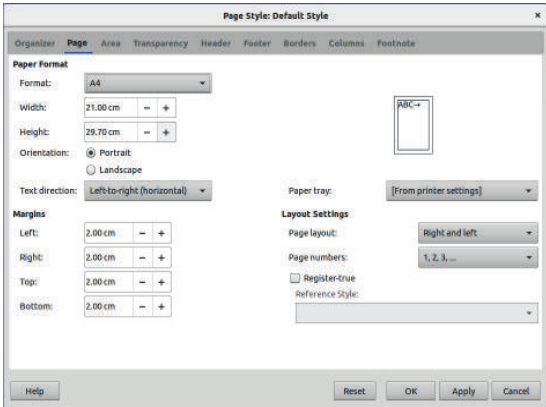 Page Style: Default Style ×
Organizer Page Area Transparency Header Footer Borders Columns Footnote
Paper Format
Format: A4
Width: 21.00 cm − +
Height: 29.70 cm − +
Orientation: Portrait
Landscape
Text direction: Left-to-right (horizontal)
ABC→
Paper tray: [From printer settings]
Margins
Left: 2.00 cm − +
Right: 2.00 cm − +
Top: 2.00 cm − +
Bottom: 2.00 cm − +
Layout Settings
Page layout: Right and left
Page numbers: 1, 2, 3, ...
Register-true
Reference Style:
Help Reset OK Apply Cancel